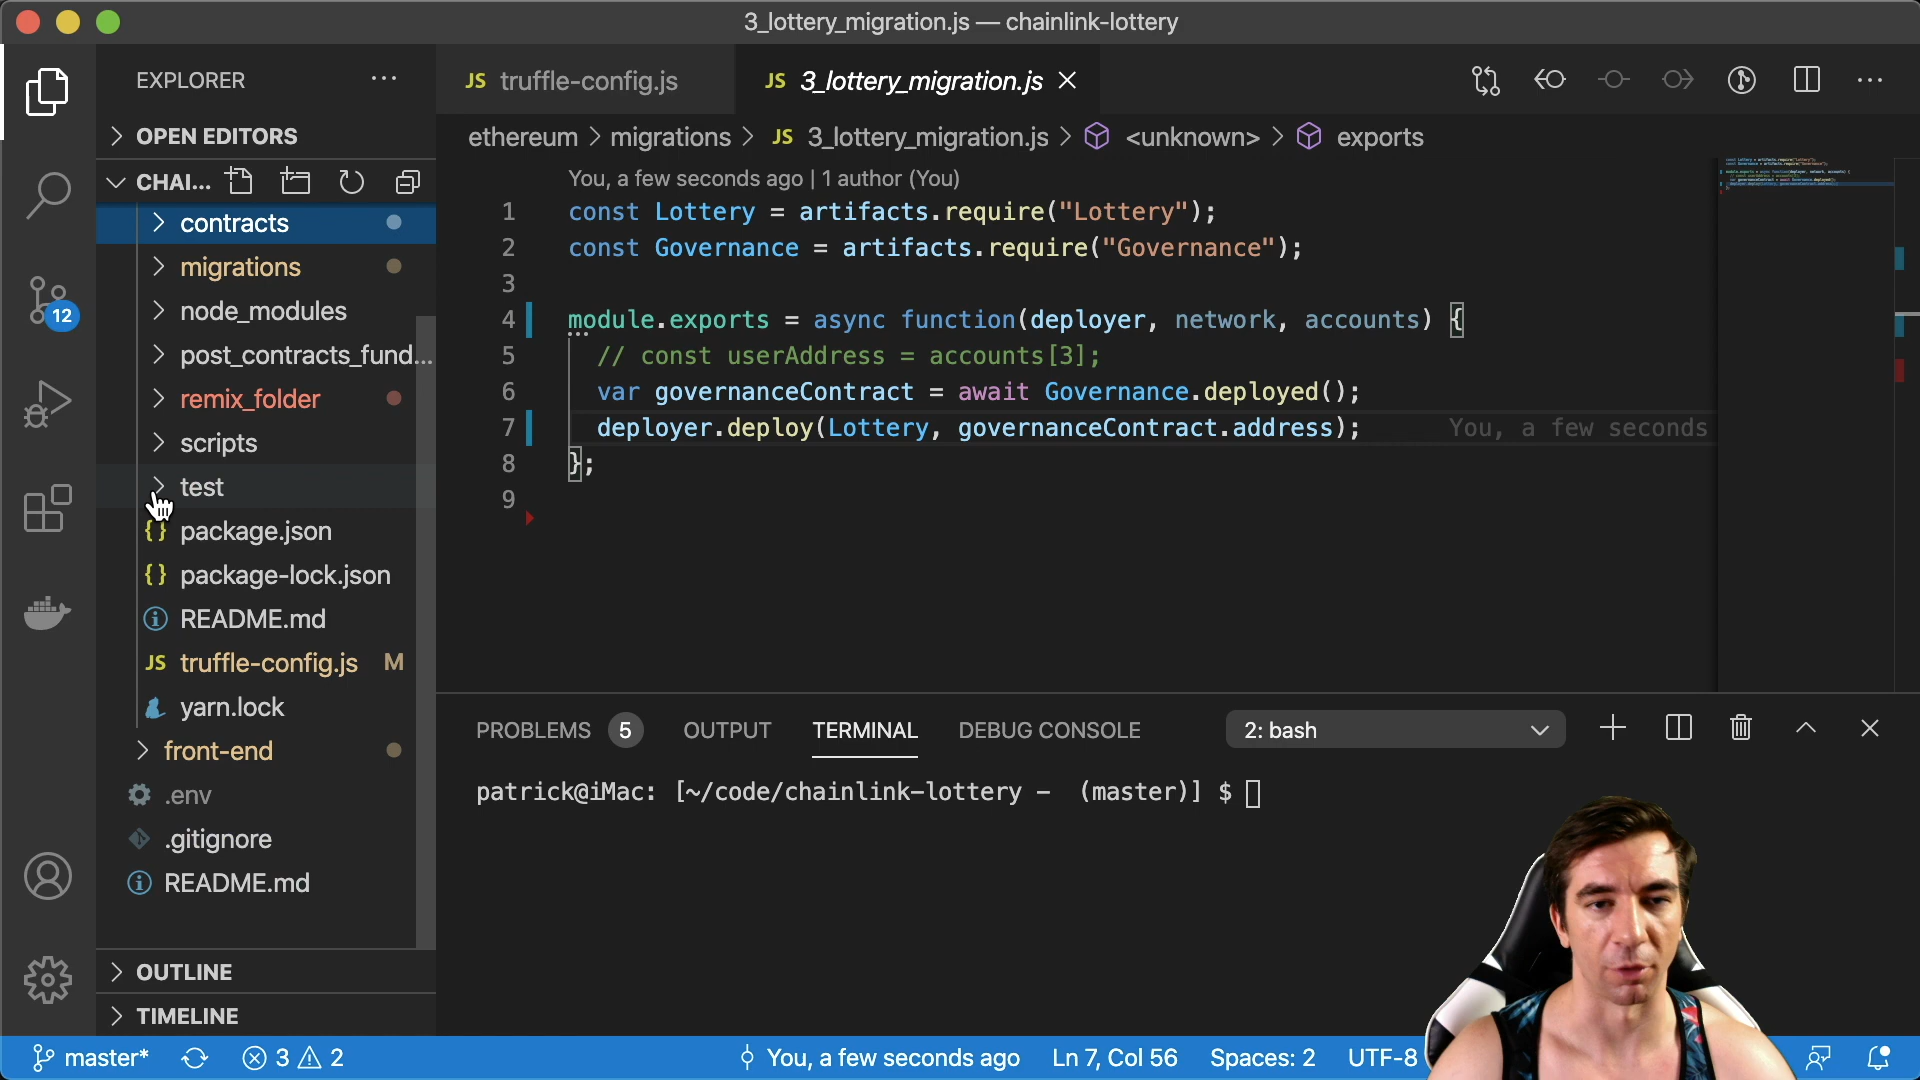 3_lottery_migration.js — chainlink-lottery
EXPLORER
JS truffle-config.js
JS 3_lottery_migration.js
OPEN EDITORS
ethereum > migrations > JS 3_lottery_migration.js > <unknown> > exports
CHAI...
You, a few seconds ago | 1 author (You)
contracts
migrations
node_modules
post_contracts_fund...
remix_folder
scripts
test
{} package.json
{} package-lock.json
README.md
JS truffle-config.js M
yarn.lock
front-end
.env
.gitignore
README.md
OUTLINE
TIMELINE
12
1 const Lottery = artifacts.require("Lottery");
2 const Governance = artifacts.require("Governance");
3
4 module.exports = async function(deployer, network, accounts) {
5 // const userAddress = accounts[3];
6 var governanceContract = await Governance.deployed();
7 deployer.deploy(Lottery, governanceContract.address); You, a few seconds
8 };
9
PROBLEMS 5 OUTPUT TERMINAL DEBUG CONSOLE 2: bash
patrick@iMac: [~/code/chainlink-lottery - (master)] $
master* 3 2 You, a few seconds ago Ln 7, Col 56 Spaces: 2 UTF-8